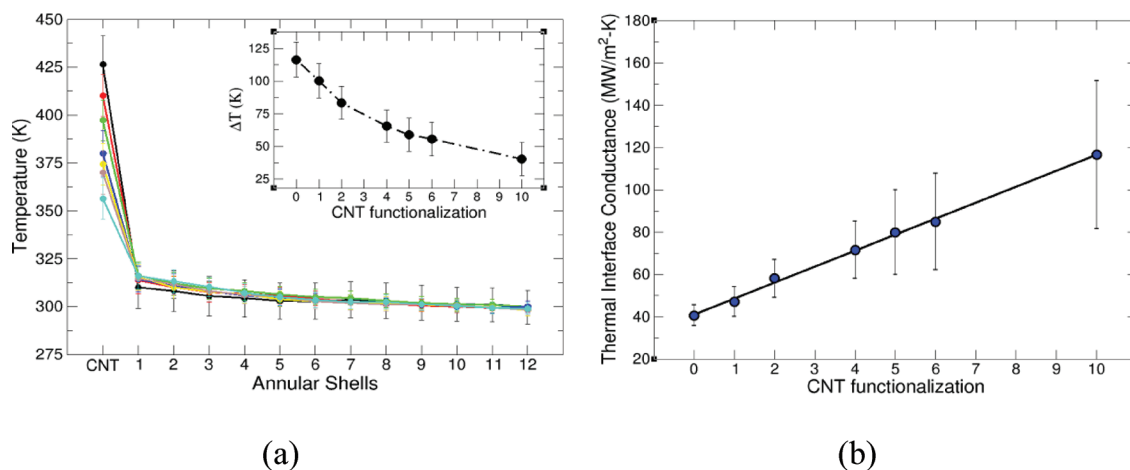 450
425
400
375
350
325
300
275
Temperature (K)
CNT 1 2 3 4 5 6 7 8 9 10 11 12
Annular Shells
125
100
75
50
25
ΔT (K)
0 1 2 3 4 5 6 7 8 9 10
CNT functionalization
(a)
180
160
140
120
100
80
60
40
20
Thermal Interface Conductance (MW/m²-K)
0 1 2 3 4 5 6 7 8 9 10
CNT functionalization
(b)